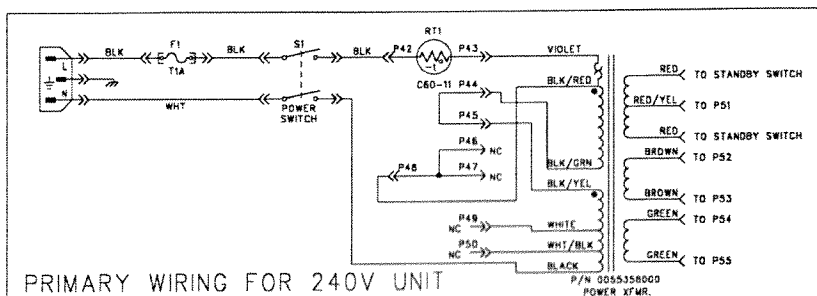 RT1
F1
S1
P42
P43
BLK
BLK
BLK
VIOLET
L
T1A
-t°
RED
TO STANDBY SWITCH
BLK/RED
C60-11
P44
N
RED/YEL
TO P51
WHT
POWER
SWITCH
P45
RED
TO STANDBY SWITCH
P46
NC
BROWN
TO P52
P48
P47
NC
BLK/GRN
BLK/YEL
BROWN
TO P53
P49
NC
WHITE
GREEN
TO P54
P50
NC
WHT/BLK
GREEN
TO P55
BLACK
PRIMARY WIRING FOR 240V UNIT
P/N 0055358000
POWER XFMR.